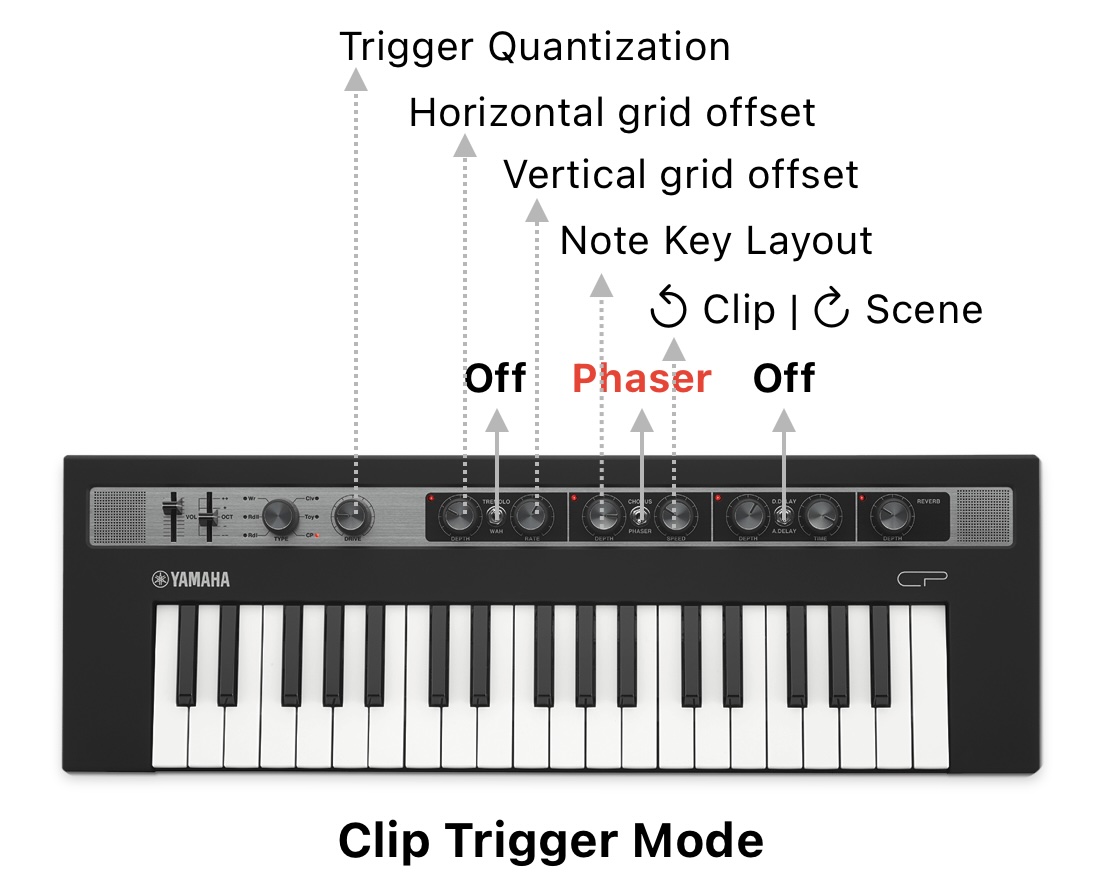 Trigger Quantization
Horizontal grid offset
Vertical grid offset
Note Key Layout
Clip | Scene
Off Phaser Off
Wr Clv TREMOLO CHORUS D.DELAY REVERB
VOL OCT RdII Toy
WAH PHASER A.DELAY
RdI TYPE CP DRIVE DEPTH RATE DEPTH SPEED DEPTH TIME DEPTH
YAMAHA CP
Clip Trigger Mode